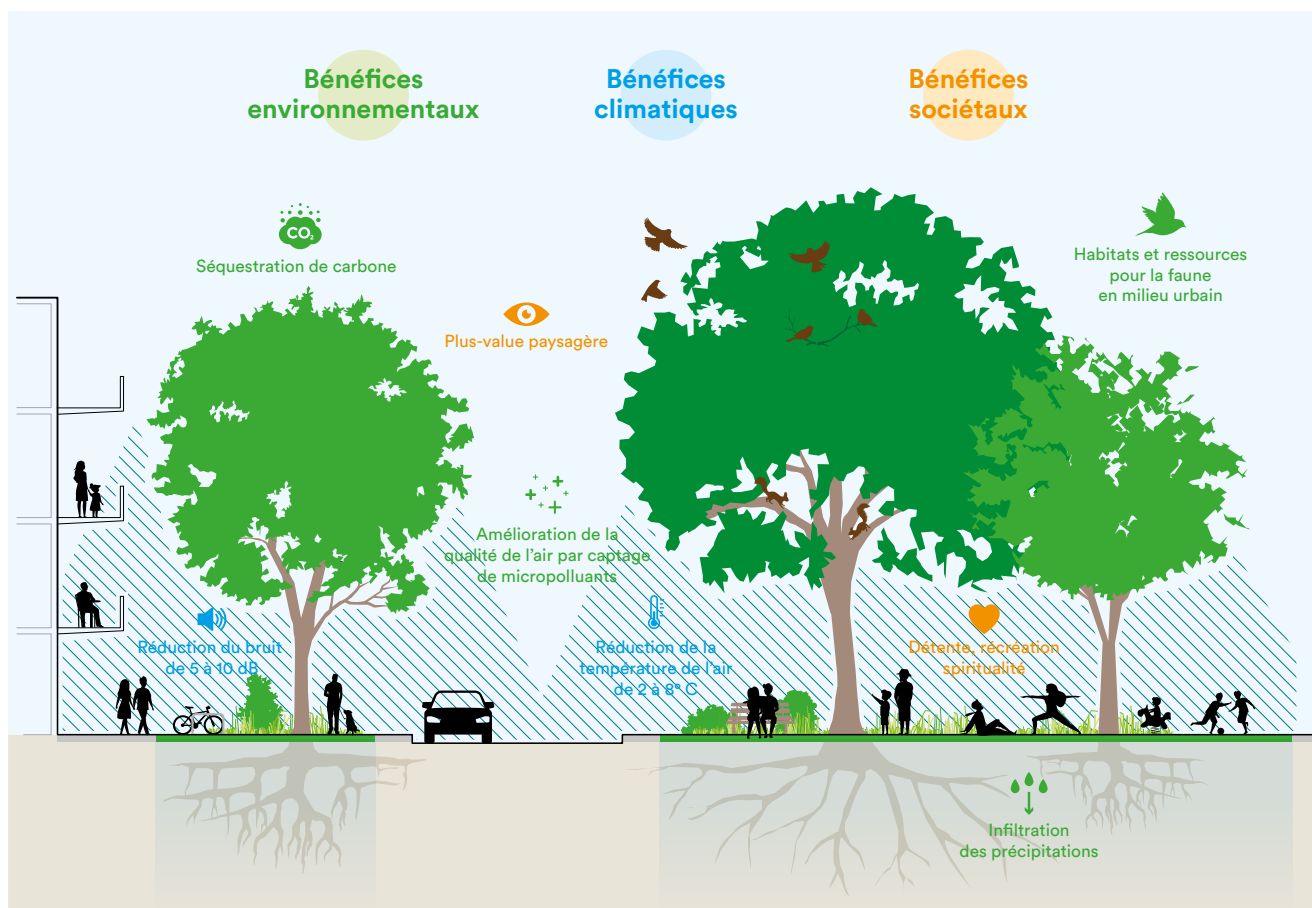 Bénéfices
environnementaux
Bénéfices
climatiques
Bénéfices
sociétaux
CO₂
Séquestration de carbone
Habitats et ressources
pour la faune
en milieu urbain
Plus-value paysagère
Amélioration de la
qualité de l'air par captage
de micropolluants
Réduction du bruit
de 5 à 10 dB
Réduction de la
température de l'air
de 2 à 8° C
Détente, récréation
spiritualité
Infiltration
des précipitations